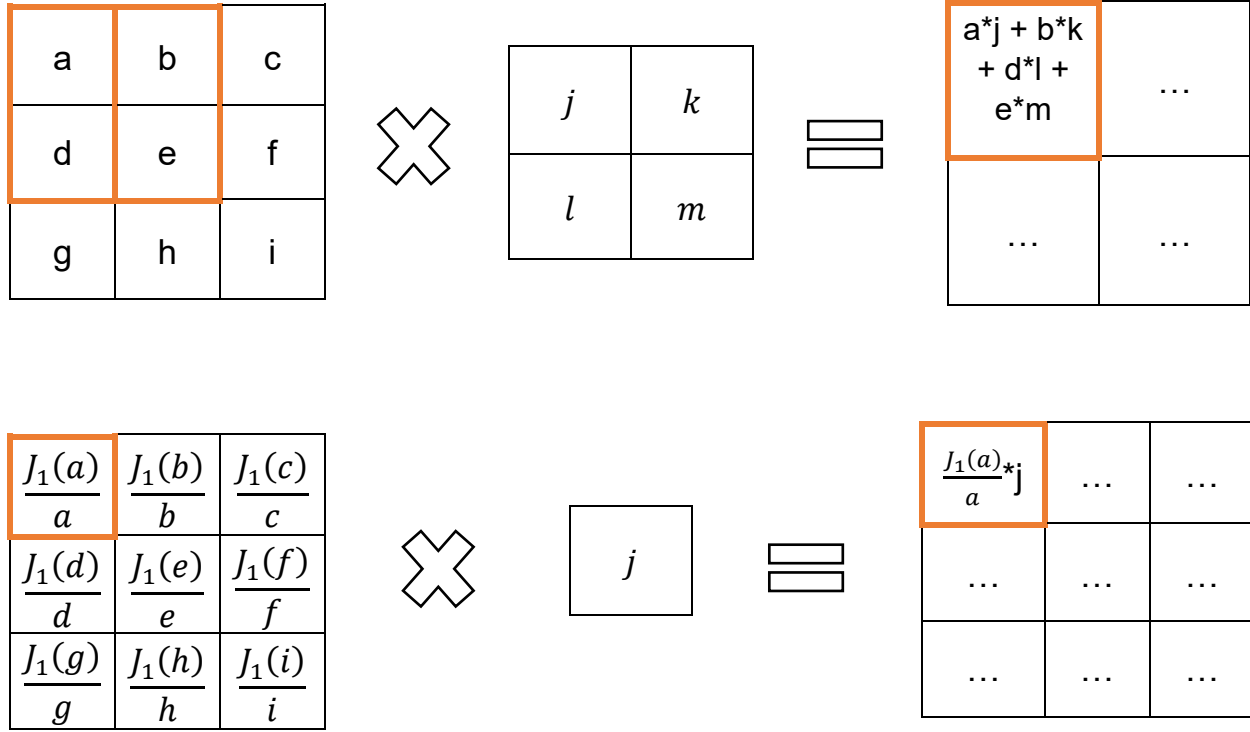 a b c
d e f
g h i
j k
l m
a*j + b*k
+ d*l +
e*m
...
... ...
J₁(a)/a J₁(b)/b J₁(c)/c
J₁(d)/d J₁(e)/e J₁(f)/f
J₁(g)/g J₁(h)/h J₁(i)/i
j
J₁(a)/a*j ... ...
... ... ...
... ... ...